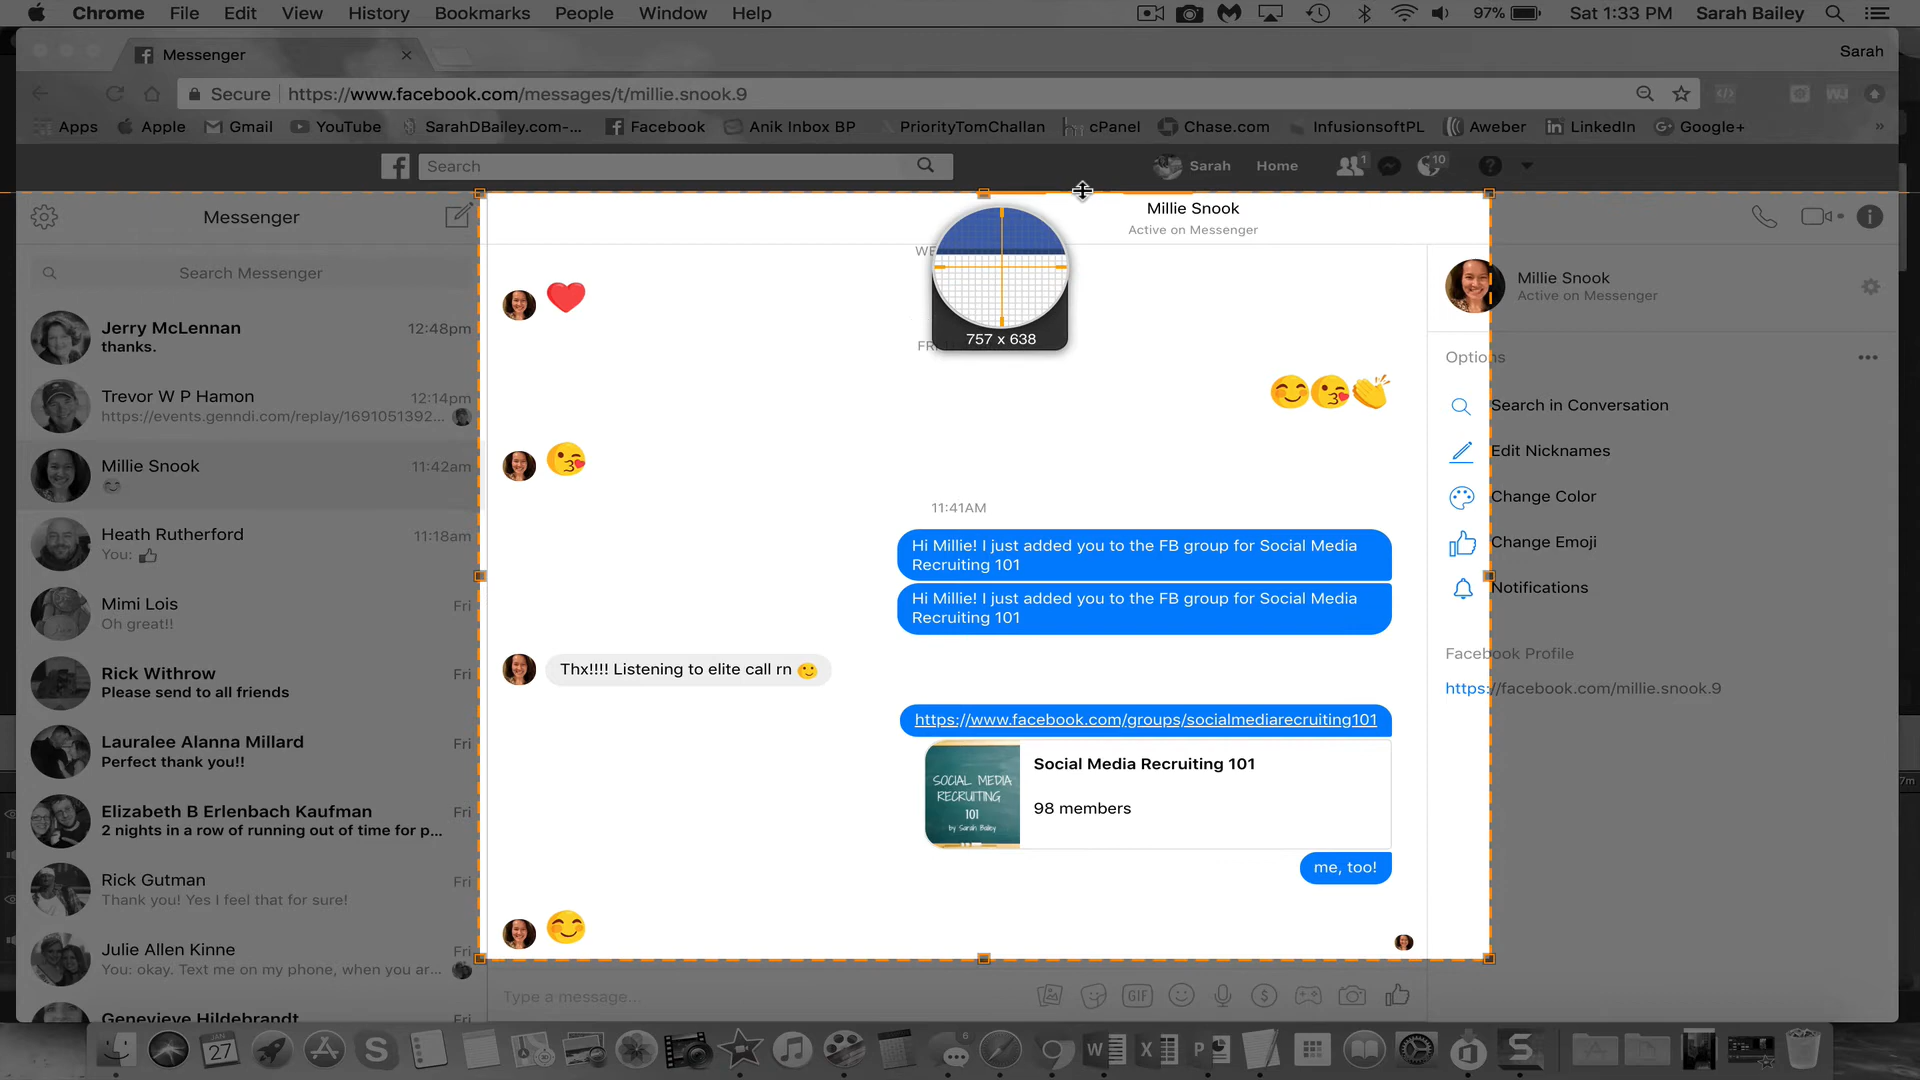 Chrome File Edit View History Bookmarks People Window Help
97% Sat 1:33 PM Sarah Bailey
Messenger
Sarah
Secure https://www.facebook.com/messages/t/millie.snook.9
Apps Apple Gmail YouTube SarahDBailey.com-... Facebook Anik Inbox BP PriorityTomChallan cPanel Chase.com InfusionsoftPL Aweber LinkedIn Google+ »
Search
Sarah Home 1 10
Messenger
Search Messenger
Jerry McLennan 12:48pm
thanks.
Trevor W P Hamon 12:14pm
https://events.genndi.com/replay/1691051392...
Millie Snook 11:42am
Heath Rutherford 11:18am
You:
Mimi Lois Fri
Oh great!!
Rick Withrow Fri
Please send to all friends
Lauralee Alanna Millard Fri
Perfect thank you!!
Elizabeth B Erlenbach Kaufman Fri
2 nights in a row of running out of time for p...
Rick Gutman Fri
Thank you! Yes I feel that for sure!
Julie Allen Kinne Fri
You: okay. Text me on my phone, when you ar...
Genevieve Hildebrandt Fri
Millie Snook
Active on Messenger
757 x 638
11:41AM
Hi Millie! I just added you to the FB group for Social Media
Recruiting 101
Hi Millie! I just added you to the FB group for Social Media
Recruiting 101
Thx!!!! Listening to elite call rn
https://www.facebook.com/groups/socialmediarecruiting101
SOCIAL MEDIA
RECRUITING
101
by Sarah Bailey
Social Media Recruiting 101
98 members
me, too!
Type a message...
GIF
Millie Snook
Active on Messenger
Options
Search in Conversation
Edit Nicknames
Change Color
Change Emoji
Notifications
Facebook Profile
https://facebook.com/millie.snook.9
JAN
27
6